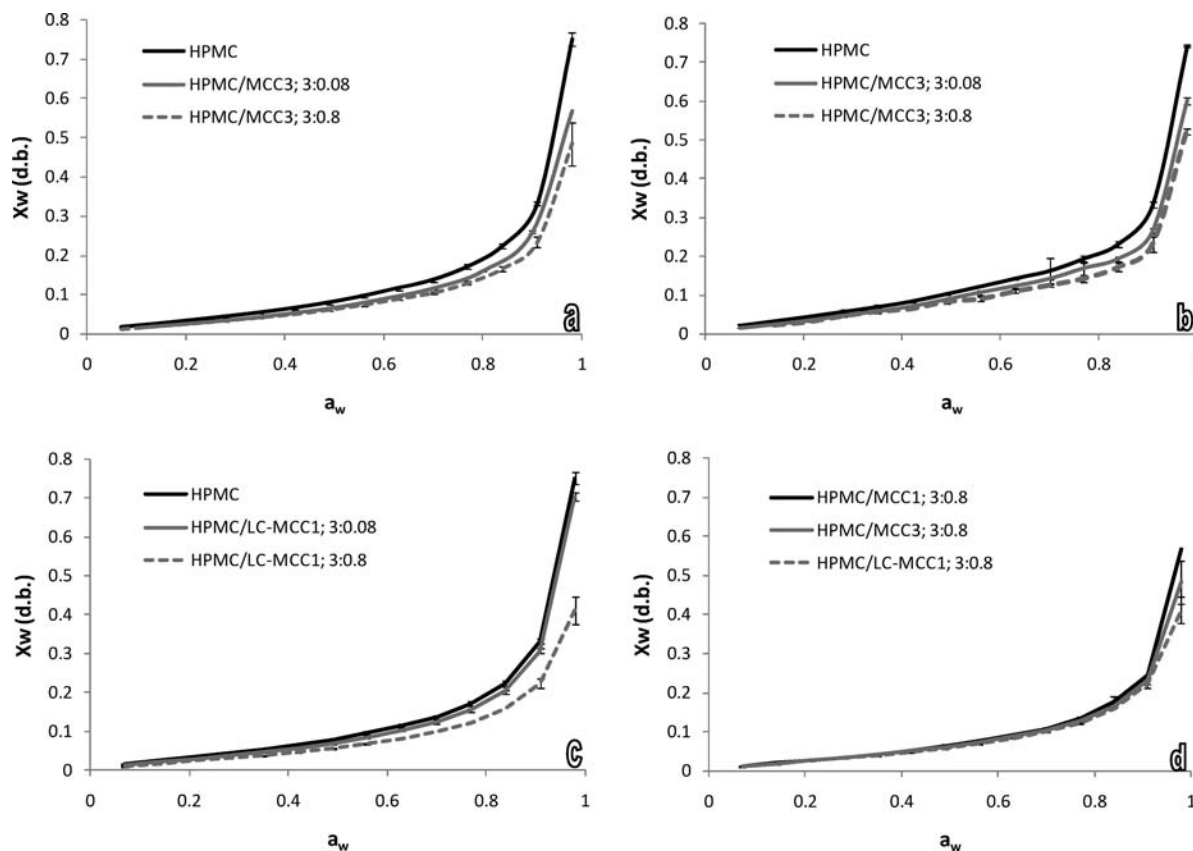 0.8
0.7
0.6
0.5
0.4
0.3
0.2
0.1
0
Xw (d.b.)
HPMC
HPMC/MCC3; 3:0.08
HPMC/MCC3; 3:0.8
a
0 0.2 0.4 0.6 0.8 1
aw
0.8
0.7
0.6
0.5
0.4
0.3
0.2
0.1
0
Xw (d.b.)
HPMC
HPMC/MCC3; 3:0.08
HPMC/MCC3; 3:0.8
b
0 0.2 0.4 0.6 0.8
aw
0.8
0.7
0.6
0.5
0.4
0.3
0.2
0.1
0
Xw (d.b.)
HPMC
HPMC/LC-MCC1; 3:0.08
HPMC/LC-MCC1; 3:0.8
c
0 0.2 0.4 0.6 0.8 1
aw
0.8
0.7
0.6
0.5
0.4
0.3
0.2
0.1
0
Xw (d.b.)
HPMC/MCC1; 3:0.8
HPMC/MCC3; 3:0.8
HPMC/LC-MCC1; 3:0.8
d
0 0.2 0.4 0.6 0.8 1
aw